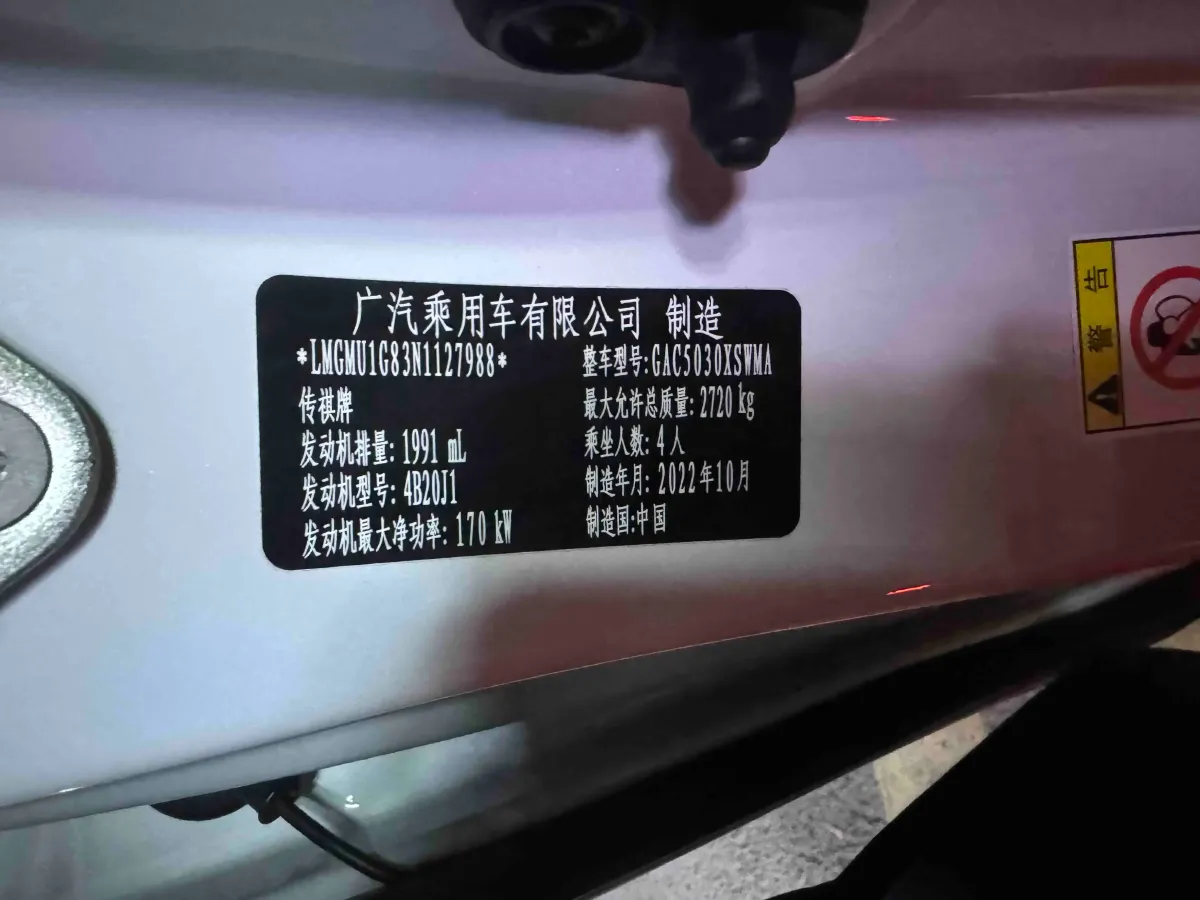 广汽乘用车有限公司 制造
*LMGMU1G83N1127988*
整车型号:GAC5030XSWMA
传祺牌
最大允许总质量: 2720 kg
发动机排量: 1991 mL
乘坐人数: 4人
发动机型号: 4B20J1
制造年月: 2022年10月
发动机最大净功率: 170 kW
制造国:中国
警告